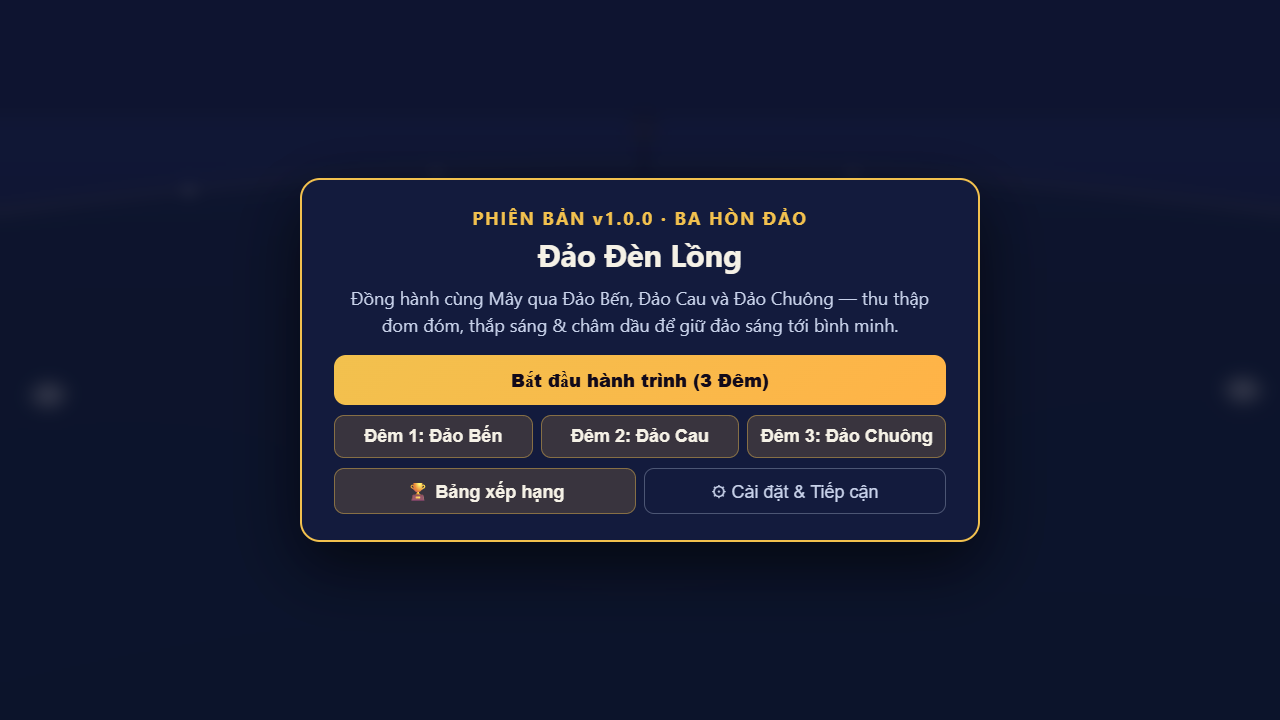 PHIÊN BẢN v1.0.0 · BA HÒN ĐẢO
Đảo Đèn Lồng
Đồng hành cùng Mây qua Đảo Bến, Đảo Cau và Đảo Chuông — thu thập
đom đóm, thắp sáng & châm dầu để giữ đảo sáng tới bình minh.
Bắt đầu hành trình (3 Đêm)
Đêm 1: Đảo Bến
Đêm 2: Đảo Cau
Đêm 3: Đảo Chuông
🏆 Bảng xếp hạng
⚙ Cài đặt & Tiếp cận